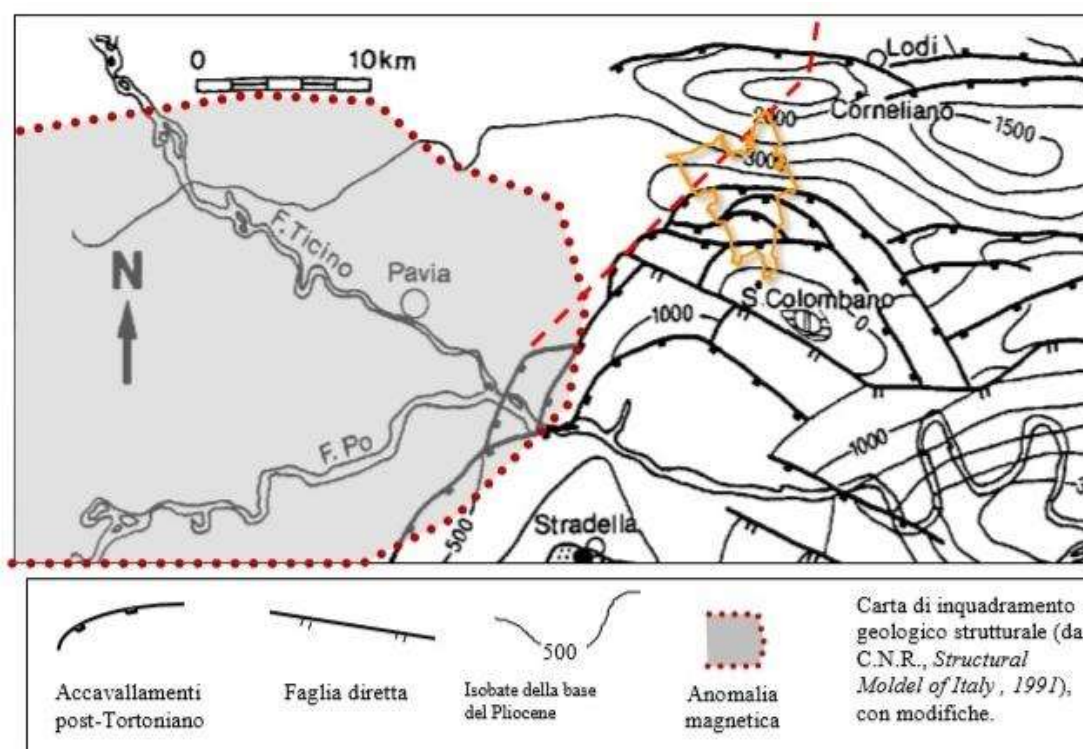 0 10km
Lodi
Corneliano
1500
3000
F. Ticino
N
Pavia
S. Colombano
0
1000
F. Po
1000
500
Stradella
500
Accavallamenti
post-Tortoniano
Faglia diretta
Isobate della base
del Pliocene
Anomalia
magnetica
Carta di inquadramento
geologico strutturale (da
C.N.R., Structural
Moldel of Italy , 1991),
con modifiche.